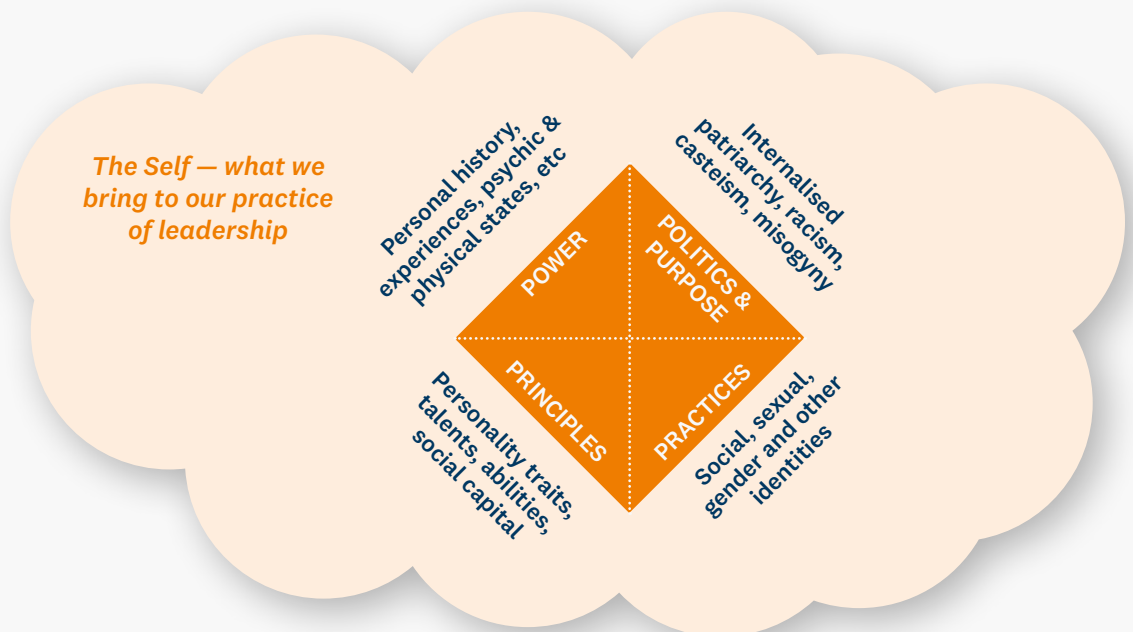 The Self — what we
bring to our practice
of leadership
Personal history,
experiences, psychic &
physical states, etc
Internalised
patriarchy, racism,
casteism, misogyny
POWER
POLITICS &
PURPOSE
PRINCIPLES
PRACTICES
Personality traits,
talents, abilities,
social capital
Social, sexual,
gender and other
identities